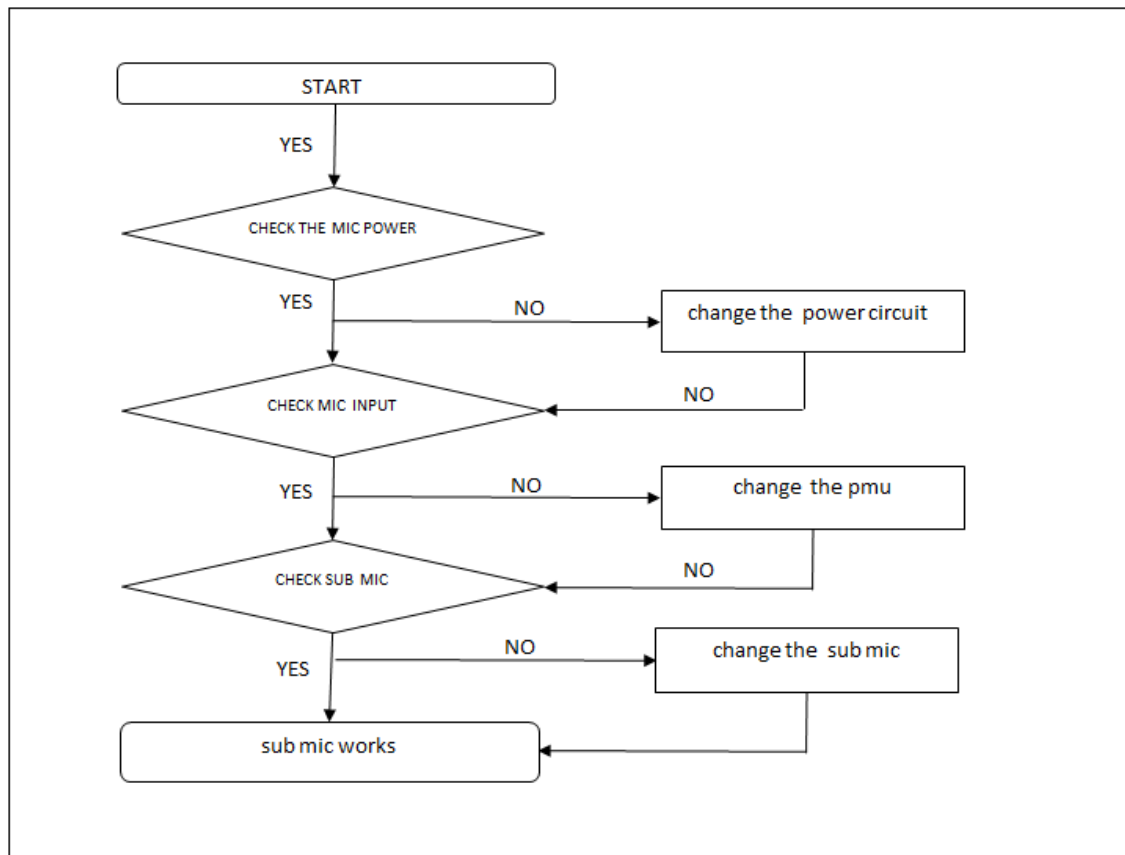 START
YES
CHECK THE MIC POWER
YES
NO
change the power circuit
NO
CHECK MIC INPUT
YES
NO
change the pmu
NO
CHECK SUB MIC
YES
NO
change the sub mic
sub mic works